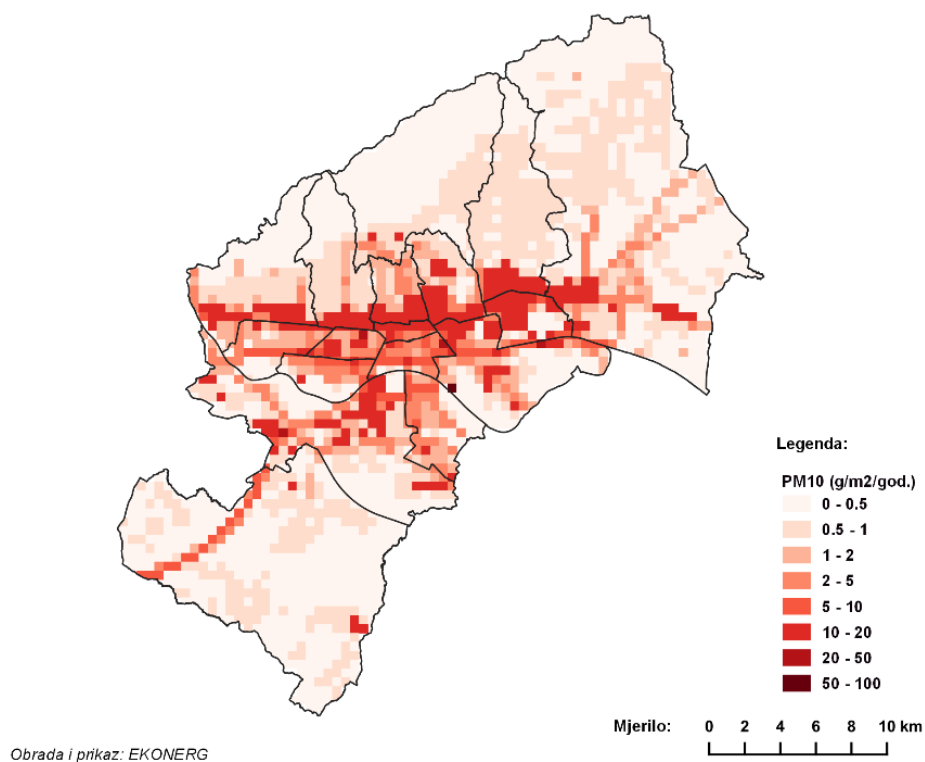 Legenda:
PM10 (g/m2/god.)
0 - 0.5
0.5 - 1
1 - 2
2 - 5
5 - 10
10 - 20
20 - 50
50 - 100
Mjerilo: 0 2 4 6 8 10 km
Obrada i prikaz: EKONERG